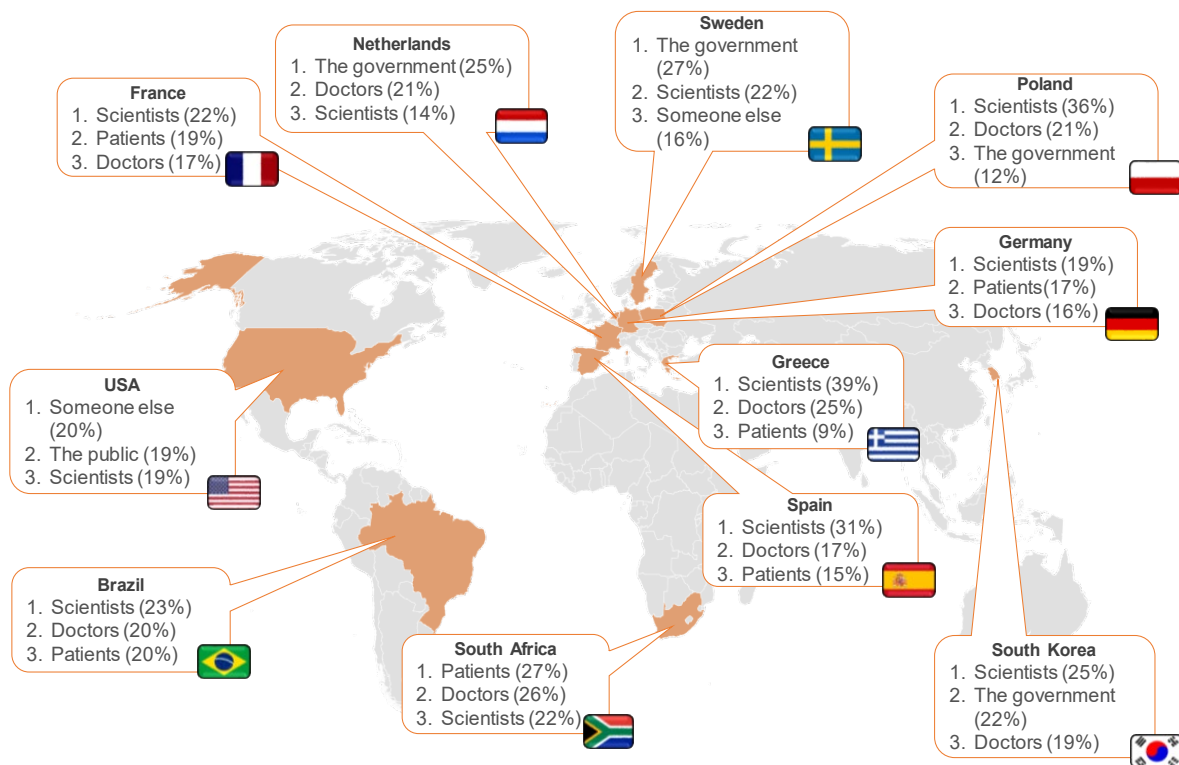 Sweden
1. The government
(27%)
2. Scientists (22%)
3. Someone else
(16%)
Netherlands
1. The government (25%)
2. Doctors (21%)
3. Scientists (14%)
France
1. Scientists (22%)
2. Patients (19%)
3. Doctors (17%)
Poland
1. Scientists (36%)
2. Doctors (21%)
3. The government
(12%)
Germany
1. Scientists (19%)
2. Patients (17%)
3. Doctors (16%)
Greece
1. Scientists (39%)
2. Doctors (25%)
3. Patients (9%)
USA
1. Someone else
(20%)
2. The public (19%)
3. Scientists (19%)
Spain
1. Scientists (31%)
2. Doctors (17%)
3. Patients (15%)
Brazil
1. Scientists (23%)
2. Doctors (20%)
3. Patients (20%)
South Africa
1. Patients (27%)
2. Doctors (26%)
3. Scientists (22%)
South Korea
1. Scientists (25%)
2. The government
(22%)
3. Doctors (19%)